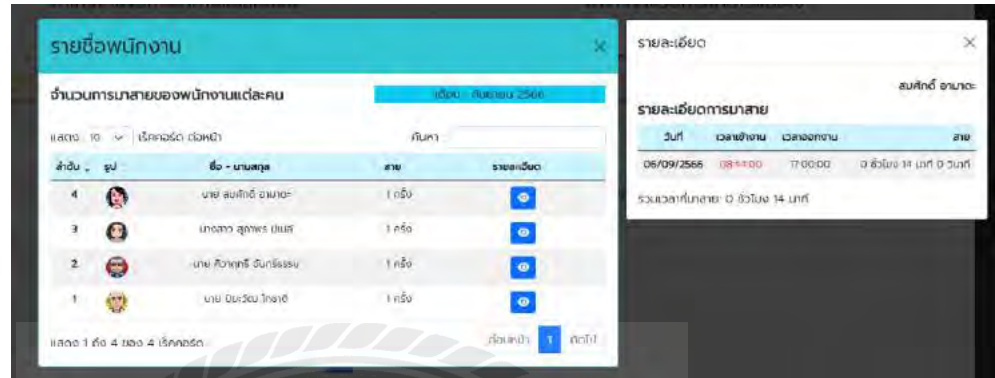 รายชื่อพนักงาน
จำนวนการมาสายของพนักงานแต่ละคน
เดือน กันยายน 2566
แสดง 10 เร็คคอร์ด ต่อหน้า
ค้นหา
ลำดับ รูป ชื่อ - นามสกุล สาย รายละเอียด
4 นาย สมศักดิ์ อามาตะ 1 ครั้ง
3 นางสาว สุภาพร 1 ครั้ง
2 นาย 1 ครั้ง
1 นาย 1 ครั้ง
แสดง 1 ถึง 4 ของ 4 เร็คคอร์ด
ก่อนหน้า 1 ถัดไป
รายละเอียด
สมศักดิ์ อามาตะ
รายละเอียดการมาสาย
วันที่ เวลาเข้างาน เวลาออกงาน สาย
06/09/2566 08:44:00 17:00:00 0 ชั่วโมง 14 นาที 0 วินาที
รวมเวลาที่มาสาย 0 ชั่วโมง 14 นาที